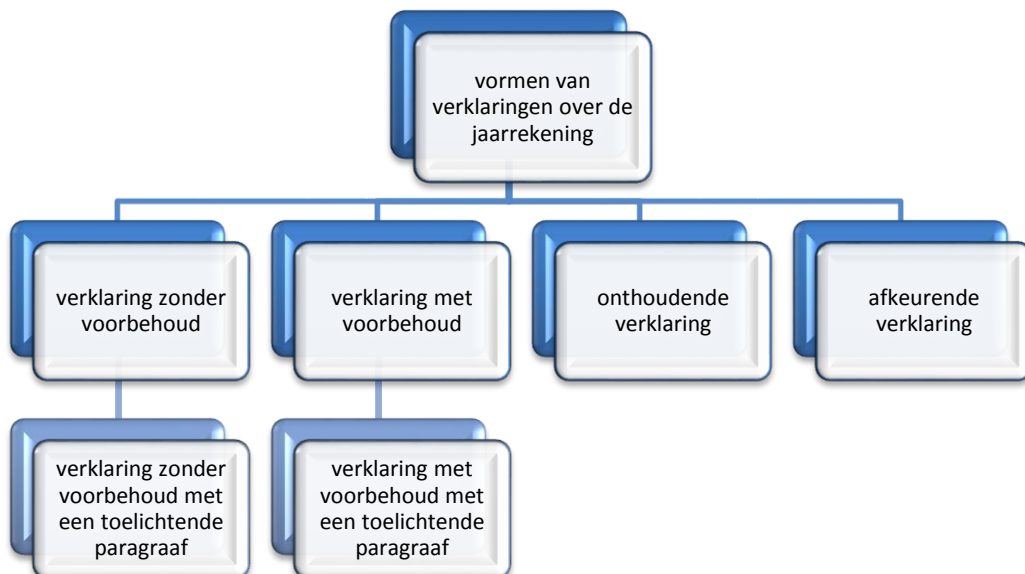 vormen van
verklaringen over de
jaarrekening
verklaring zonder
voorbehoud
verklaring met
voorbehoud
onthoudende
verklaring
afkeurende
verklaring
verklaring zonder
voorbehoud met
een toelichtende
paragraaf
verklaring met
voorbehoud met
een toelichtende
paragraaf